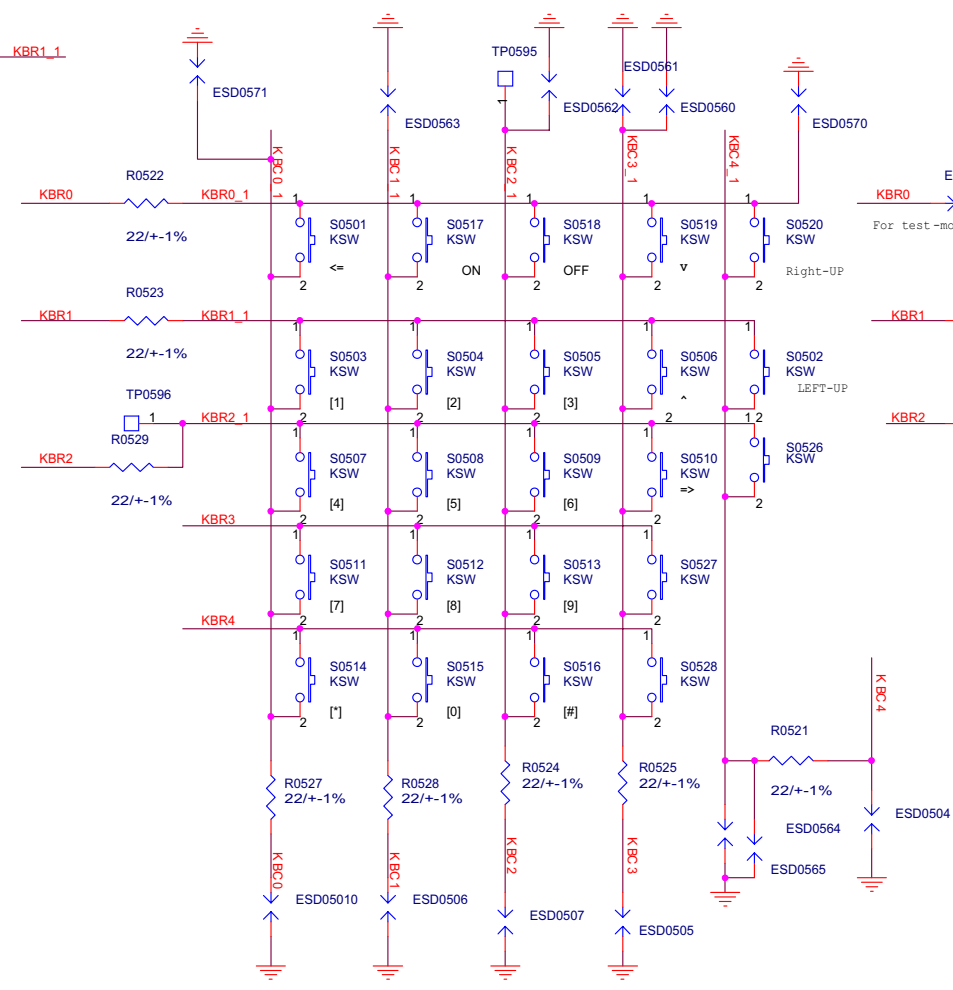 KBR1_1
TP0595
ESD0561
ESD0571
ESD0563
1
ESD0562
ESD0560
ESD0570
KBC0_1
KBC1_1
KBC2_1
KBC3_1
KBC4_1
R0522
KBR0
KBR0_1
1
1
1
1
1
KBR0
E
22/+-1%
S0501
KSW
S0517
KSW
S0518
KSW
S0519
KSW
S0520
KSW
For test-mo
<=
ON
OFF
v
Right-UP
2
2
2
2
2
R0523
KBR1
KBR1_1
1
1
1
1
1
KBR1
22/+-1%
S0503
KSW
S0504
KSW
S0505
KSW
S0506
KSW
S0502
KSW
[1]
[2]
[3]
^
LEFT-UP
TP0596
1
KBR2_1
2
2
2
2
1 2
KBR2
R0529
KBR2
22/+-1%
1
1
1
1
S0507
KSW
S0508
KSW
S0509
KSW
S0510
KSW
S0526
KSW
[4]
[5]
[6]
=>
2
KBR3
2
2
2
2
1
1
1
1
S0511
KSW
S0512
KSW
S0513
KSW
S0527
KSW
[7]
[8]
[9]
KBR4
2
2
2
2
1
1
1
1
S0514
KSW
S0515
KSW
S0516
KSW
S0528
KSW
[*]
[0]
[#]
2
2
2
2
KBC4
R0521
22/+-1%
R0527
22/+-1%
R0528
22/+-1%
R0524
22/+-1%
R0525
22/+-1%
ESD0504
ESD0564
ESD0565
KBC0
KBC1
KBC2
KBC3
ESD05010
ESD0506
ESD0507
ESD0505